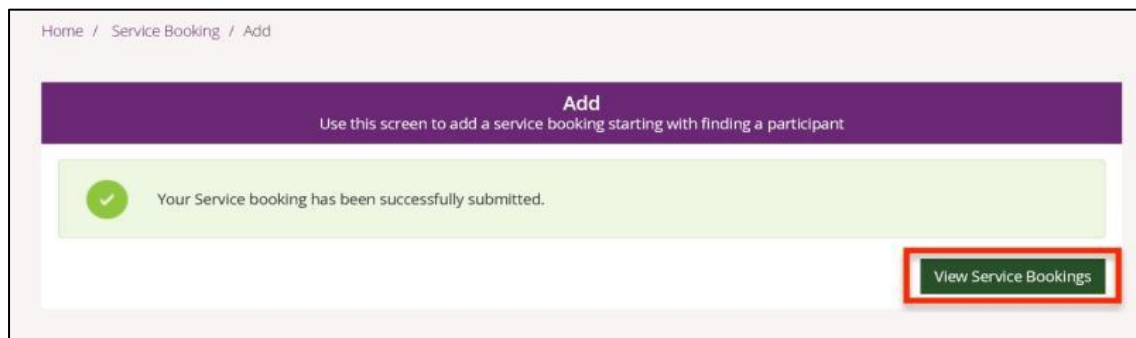 Home / Service Booking / Add
Add
Use this screen to add a service booking starting with finding a participant
Your Service booking has been successfully submitted.
View Service Bookings